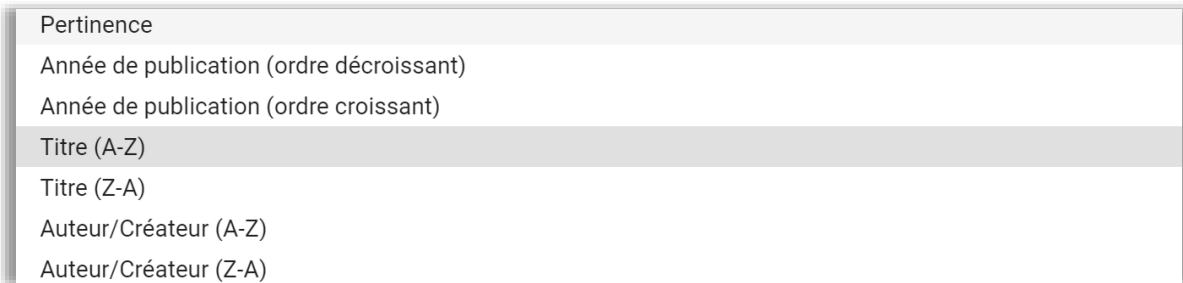 Pertinence
Année de publication (ordre décroissant)
Année de publication (ordre croissant)
Titre (A-Z)
Titre (Z-A)
Auteur/Créateur (A-Z)
Auteur/Créateur (Z-A)